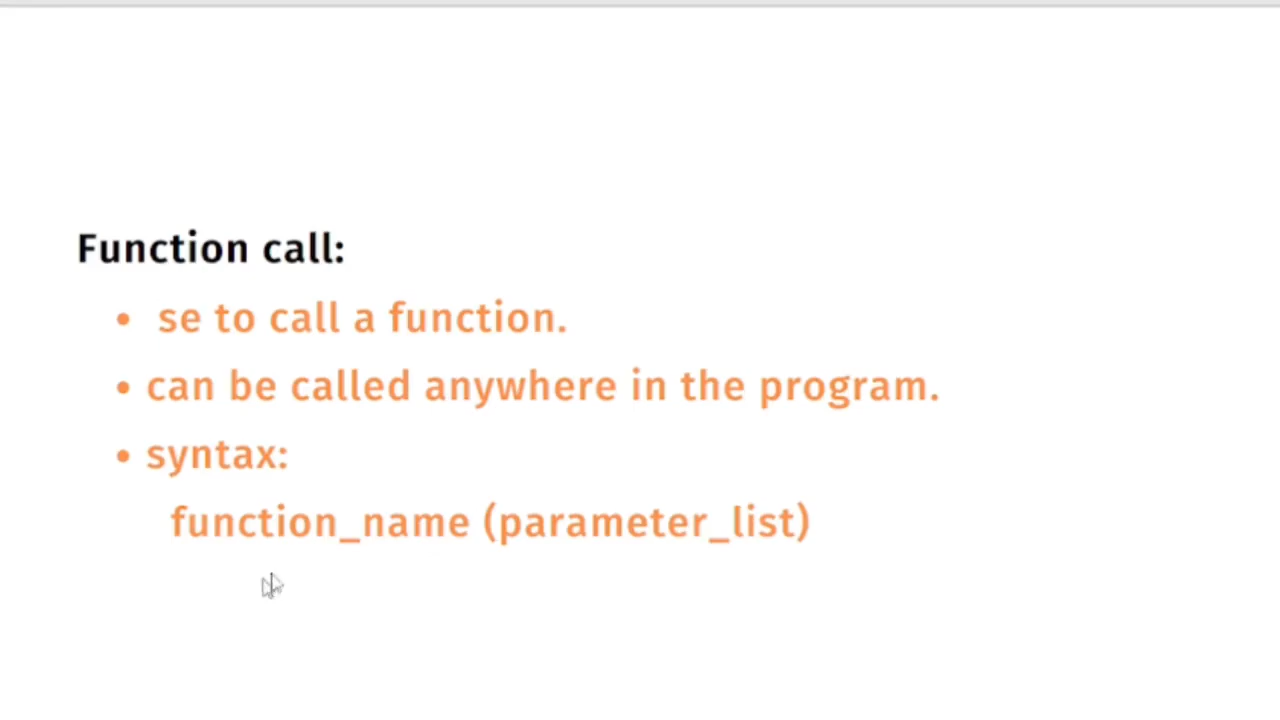 Function call:
• se to call a function.
• can be called anywhere in the program.
• syntax:
function_name (parameter_list)